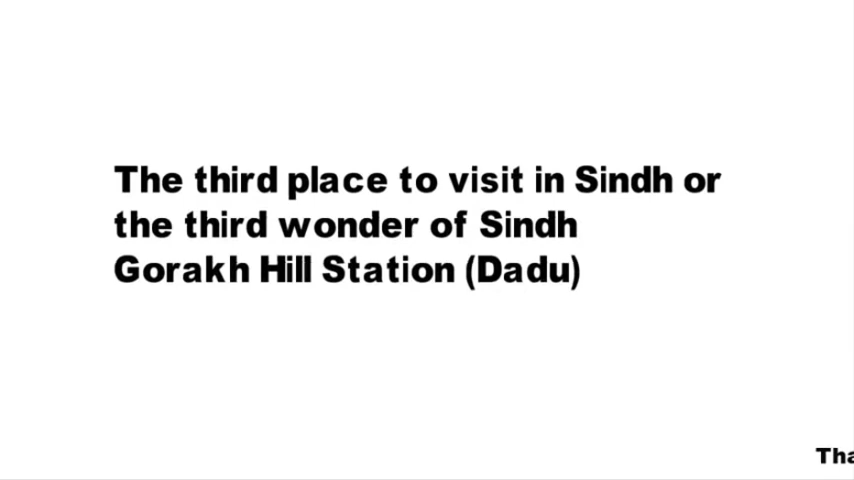 The third place to visit in Sindh or
the third wonder of Sindh
Gorakh Hill Station (Dadu)